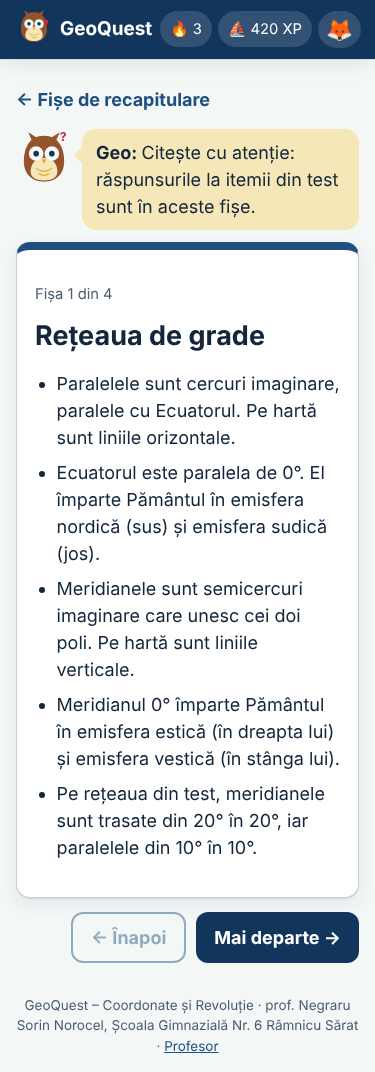 GeoQuest 🔥 3 ⛵ 420 XP
← Fișe de recapitulare
?
Geo: Citește cu atenție:
răspunsurile la itemii din test
sunt în aceste fișe.
Fișa 1 din 4
Rețeaua de grade
• Paralelele sunt cercuri imaginare,
paralele cu Ecuatorul. Pe hartă
sunt liniile orizontale.
• Ecuatorul este paralela de 0°. El
împarte Pământul în emisfera
nordică (sus) și emisfera sudică
(jos).
• Meridianele sunt semicercuri
imaginare care unesc cei doi
poli. Pe hartă sunt liniile
verticale.
• Meridianul 0° împarte Pământul
în emisfera estică (în dreapta lui)
și emisfera vestică (în stânga lui).
• Pe rețeaua din test, meridianele
sunt trasate din 20° în 20°, iar
paralelele din 10° în 10°.
← Înapoi
Mai departe →
GeoQuest – Coordonate și Revoluție · prof. Negraru
Sorin Norocel, Școala Gimnazială Nr. 6 Râmnicu Sărat
· Profesor